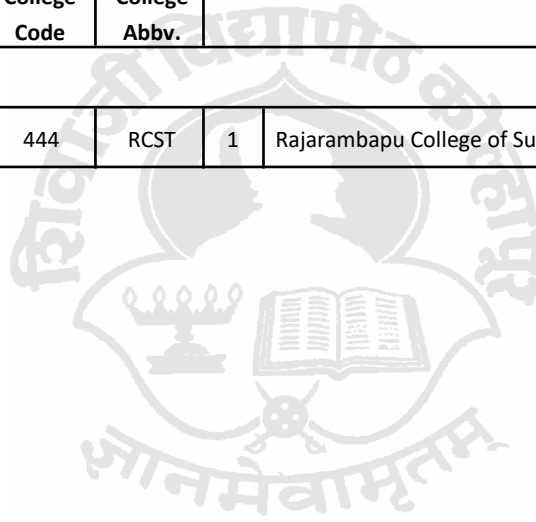 College College
Code Abbv.
444 RCST 1 Rajarambapu College of Su
शिवाजी विद्यापीठ कोल्हापूर
ज्ञानमेवामृतम्